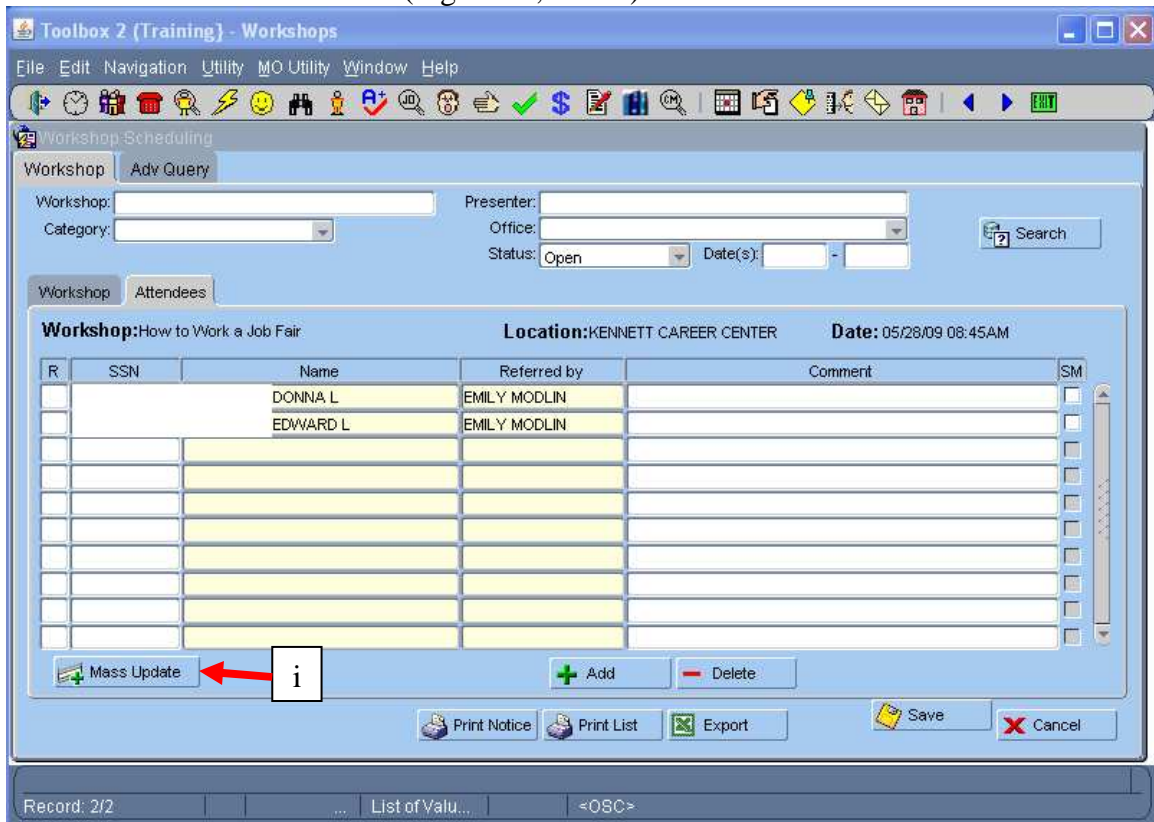 Toolbox 2 (Training} - Workshops
File Edit Navigation Utility MO Utility Window Help
Workshop Scheduling
Workshop Adv Query
Workshop: Presenter:
Category: Office: Search
Status: Open Date(s): -
Workshop Attendees
Workshop:How to Work a Job Fair Location:KENNETT CAREER CENTER Date: 05/28/09 08:45AM
R SSN Name Referred by Comment SM
DONNA L EMILY MODLIN
EDWARD L EMILY MODLIN
Mass Update i Add Delete
Print Notice Print List Export Save Cancel
Record: 2/2 ... List of Valu... <OSC>